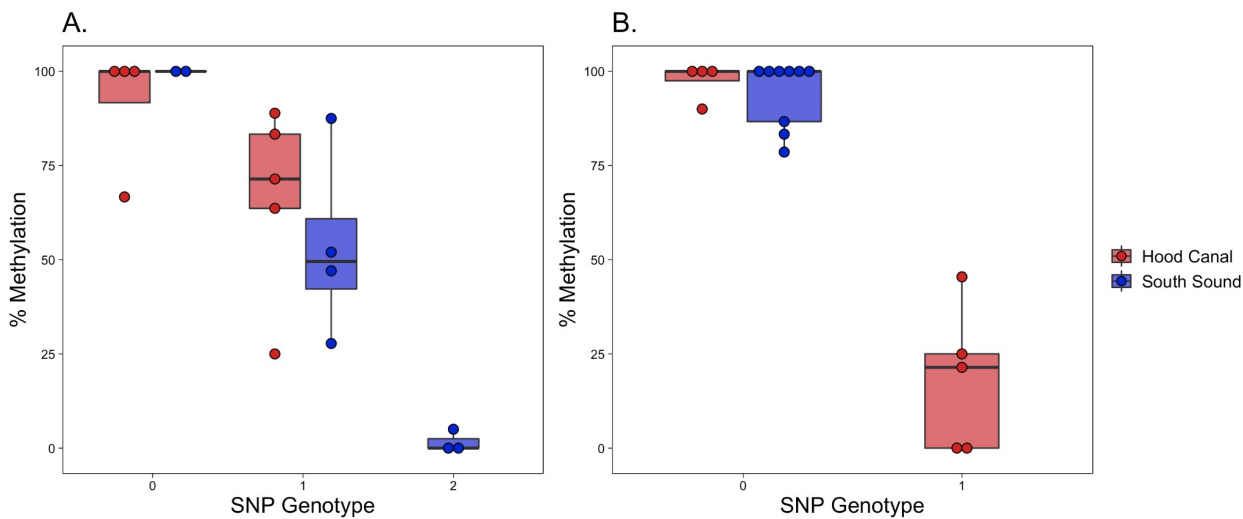 A.
% Methylation
100
75
50
25
0
0 1 2
SNP Genotype
B.
% Methylation
100
75
50
25
0
0 1
SNP Genotype
Hood Canal
South Sound